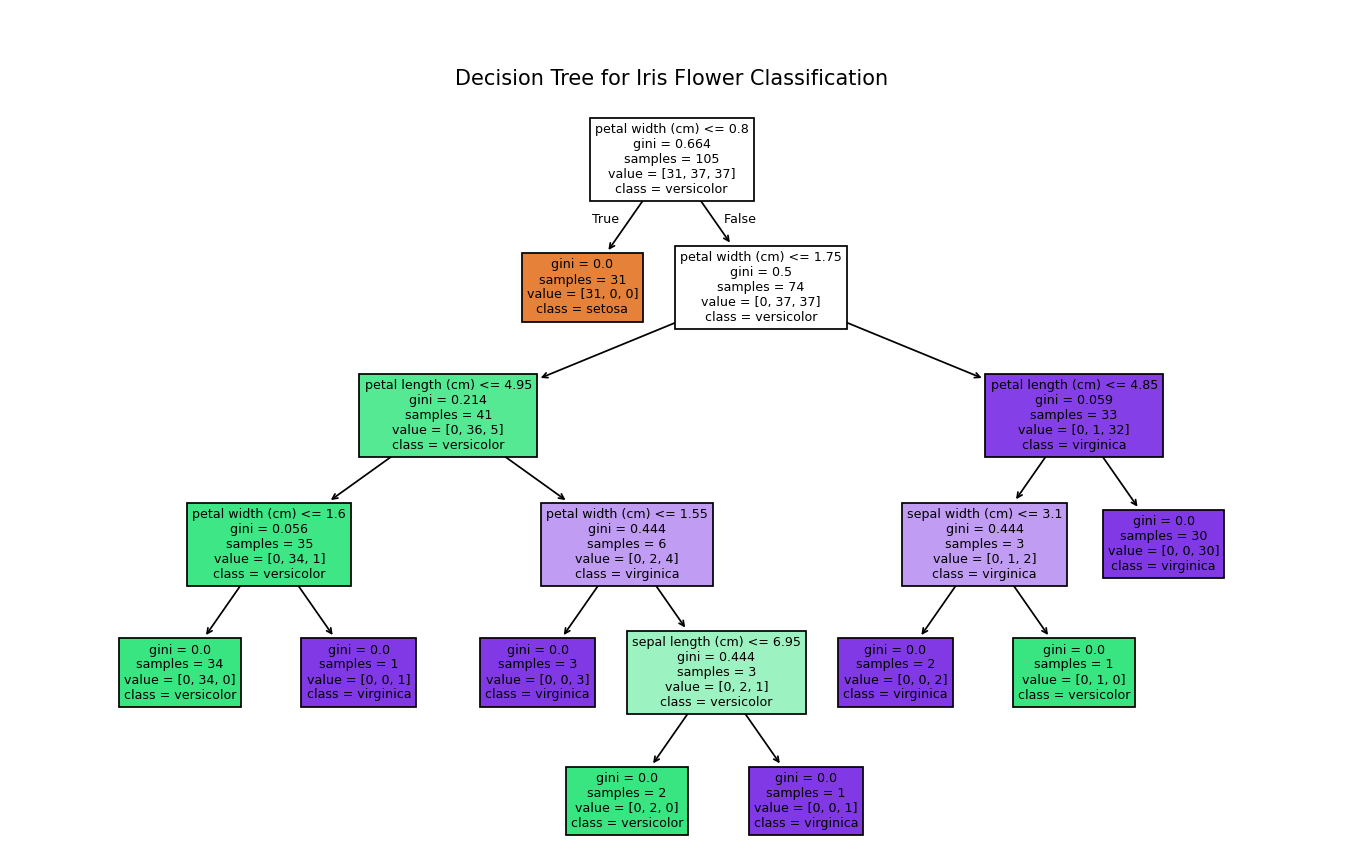 Decision Tree for Iris Flower Classification
petal width (cm) <= 0.8
gini = 0.664
samples = 105
value = [31, 37, 37]
class = versicolor
True
False
gini = 0.0
samples = 31
value = [31, 0, 0]
class = setosa
petal width (cm) <= 1.75
gini = 0.5
samples = 74
value = [0, 37, 37]
class = versicolor
petal length (cm) <= 4.95
gini = 0.214
samples = 41
value = [0, 36, 5]
class = versicolor
petal length (cm) <= 4.85
gini = 0.059
samples = 33
value = [0, 1, 32]
class = virginica
petal width (cm) <= 1.6
gini = 0.056
samples = 35
value = [0, 34, 1]
class = versicolor
petal width (cm) <= 1.55
gini = 0.444
samples = 6
value = [0, 2, 4]
class = virginica
sepal width (cm) <= 3.1
gini = 0.444
samples = 3
value = [0, 1, 2]
class = virginica
gini = 0.0
samples = 30
value = [0, 0, 30]
class = virginica
gini = 0.0
samples = 34
value = [0, 34, 0]
class = versicolor
gini = 0.0
samples = 1
value = [0, 0, 1]
class = virginica
gini = 0.0
samples = 3
value = [0, 0, 3]
class = virginica
sepal length (cm) <= 6.95
gini = 0.444
samples = 3
value = [0, 2, 1]
class = versicolor
gini = 0.0
samples = 2
value = [0, 0, 2]
class = virginica
gini = 0.0
samples = 1
value = [0, 1, 0]
class = versicolor
gini = 0.0
samples = 2
value = [0, 2, 0]
class = versicolor
gini = 0.0
samples = 1
value = [0, 0, 1]
class = virginica